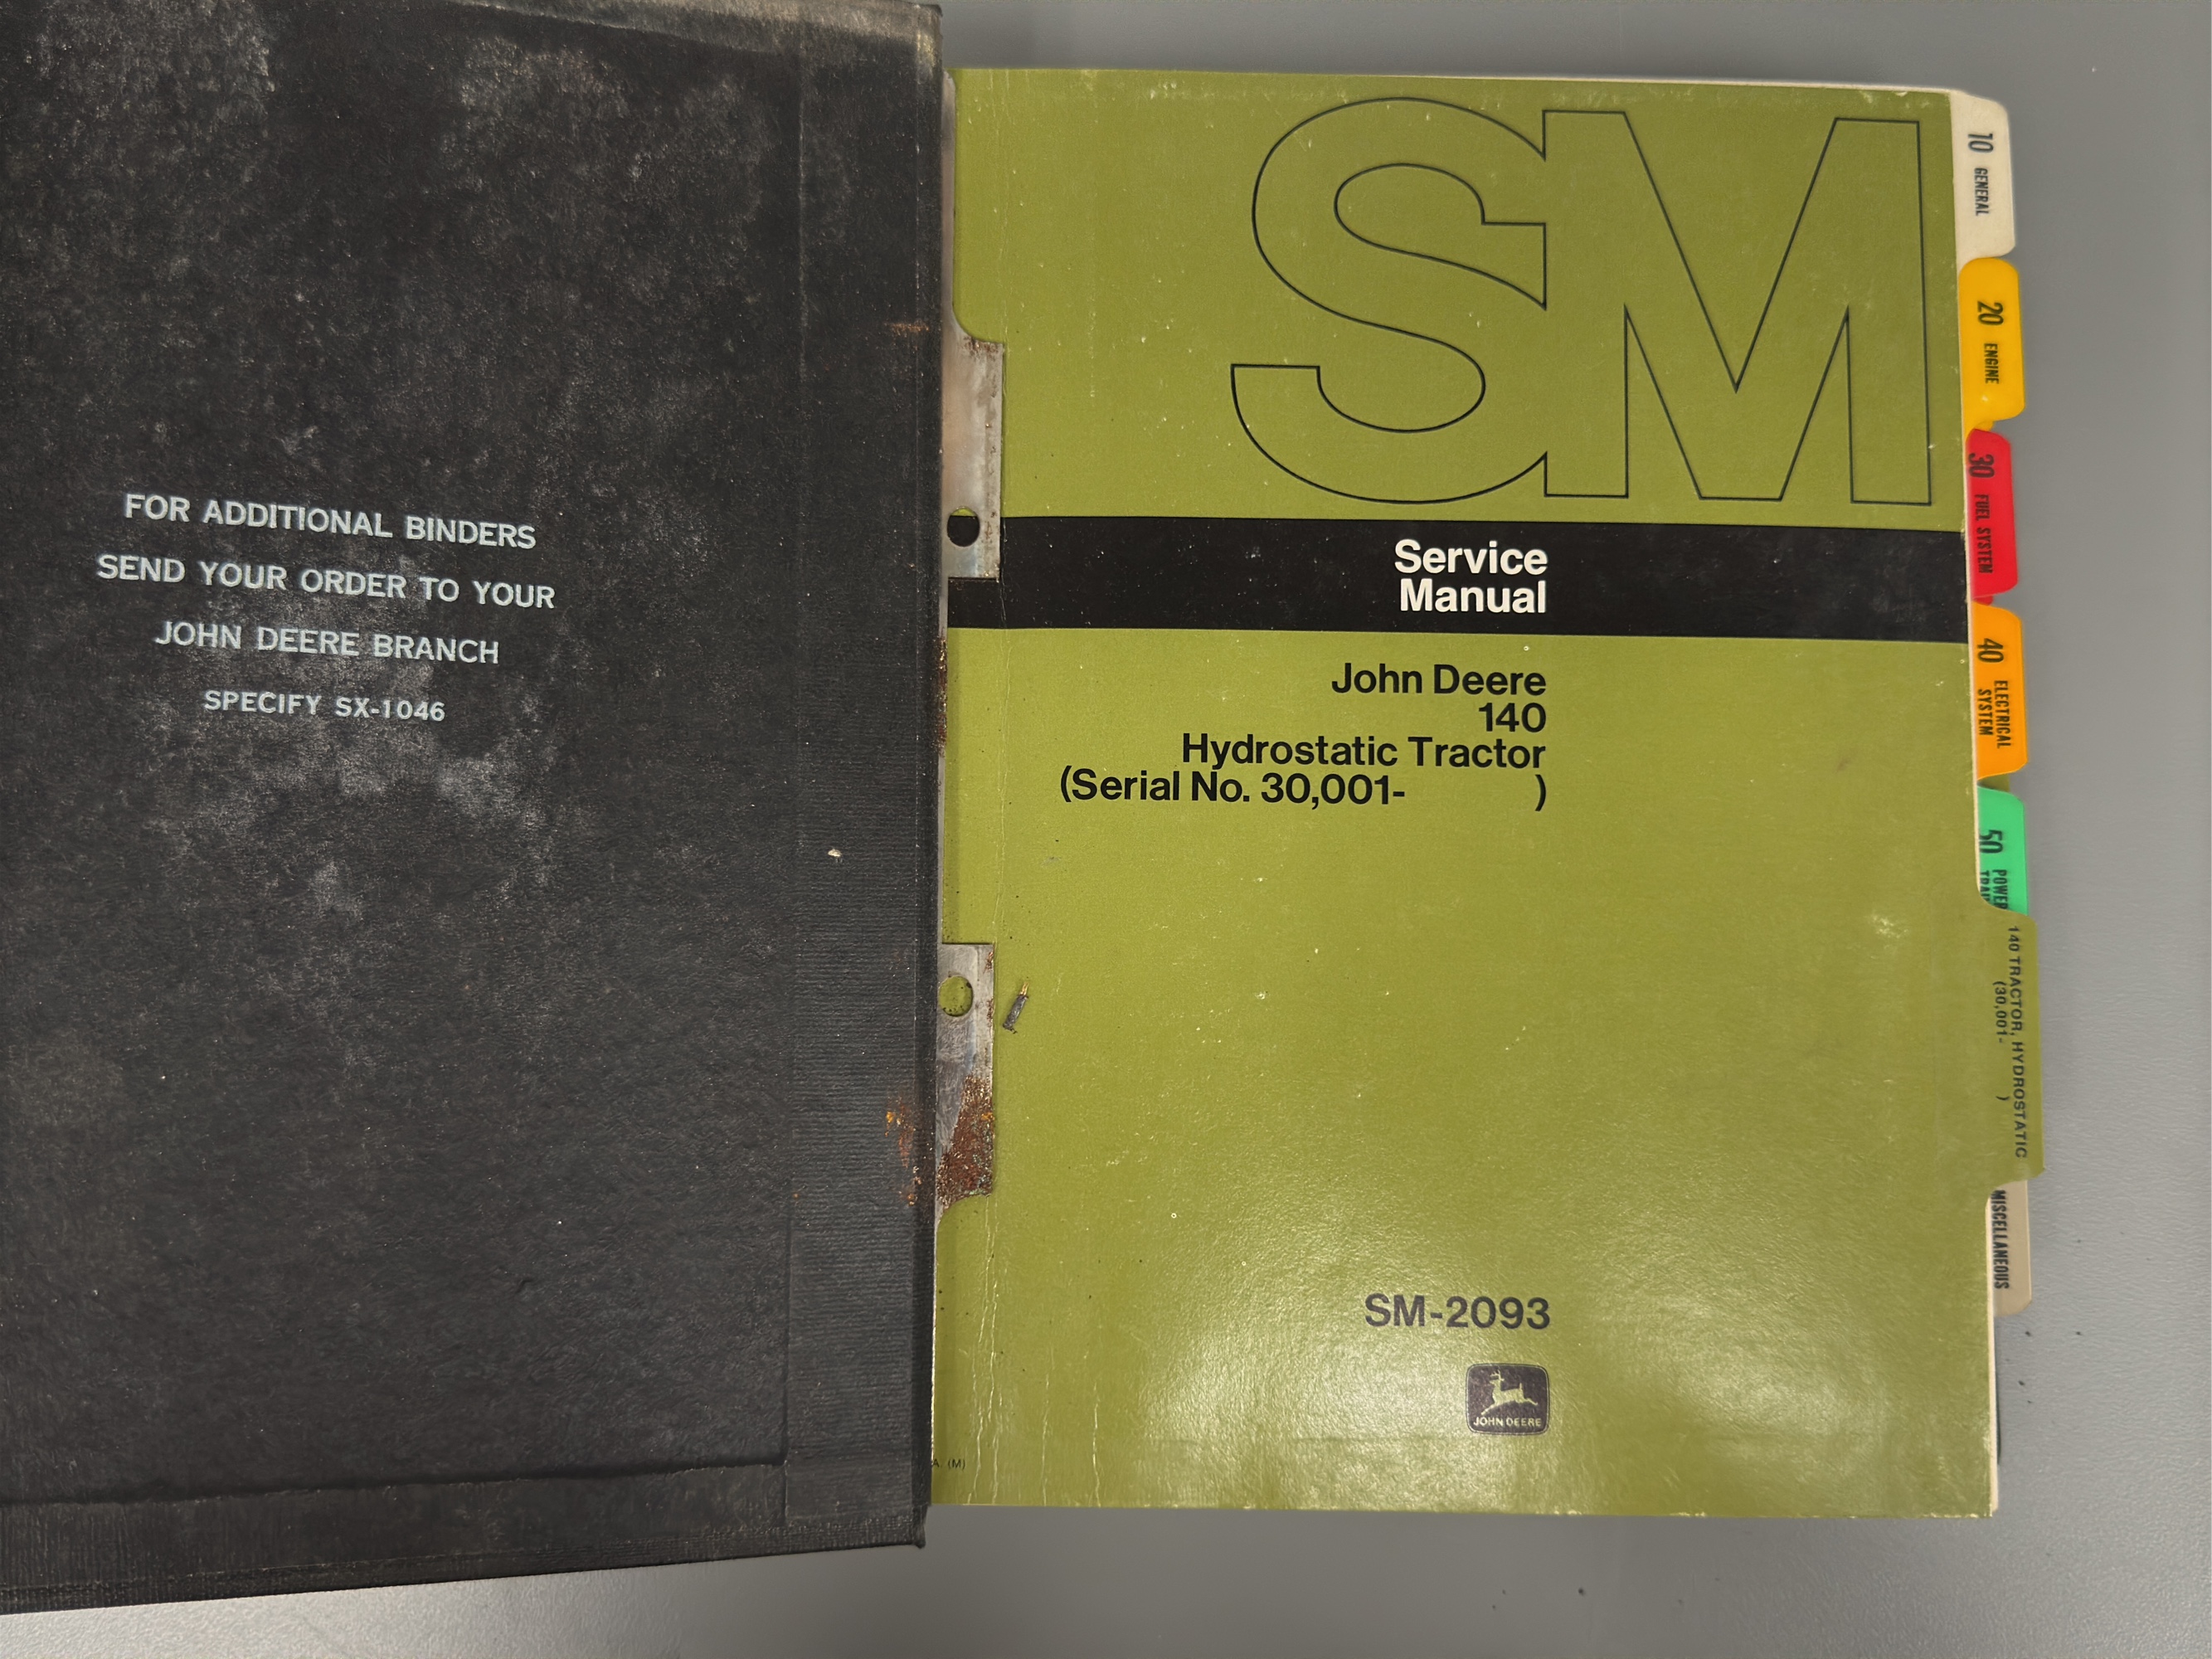 FOR ADDITIONAL BINDERS
SEND YOUR ORDER TO YOUR
JOHN DEERE BRANCH
SPECIFY SX-1046
SM
Service
Manual
John Deere
140
Hydrostatic Tractor
(Serial No. 30,001- )
SM-2093
JOHN DEERE
A. (M)
10 GENERAL
20 ENGINE
30 FUEL SYSTEM
40 ELECTRICAL
SYSTEM
50 POWER
140 TRACTOR, HYDROSTATIC
(30,001- )
MISCELLANEOUS